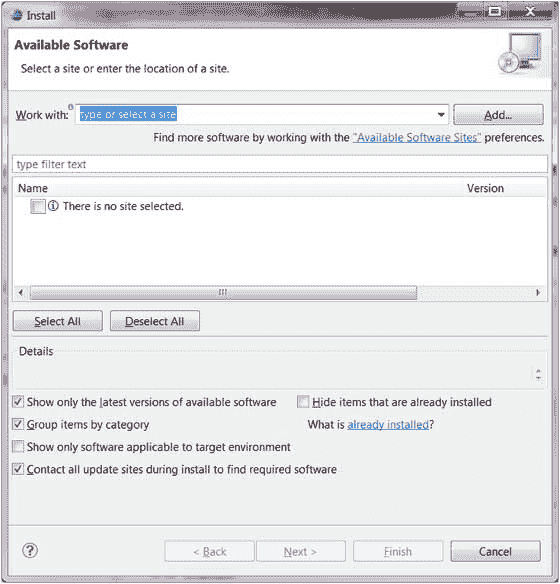 Install
Available Software
Select a site or enter the location of a site.
Work with: type or select a site Add...
Find more software by working with the "Available Software Sites" preferences.
type filter text
Name Version
There is no site selected.
Select All Deselect All
Details
Show only the latest versions of available software Hide items that are already installed
Group items by category What is already installed?
Show only software applicable to target environment
Contact all update sites during install to find required software
< Back Next > Finish Cancel